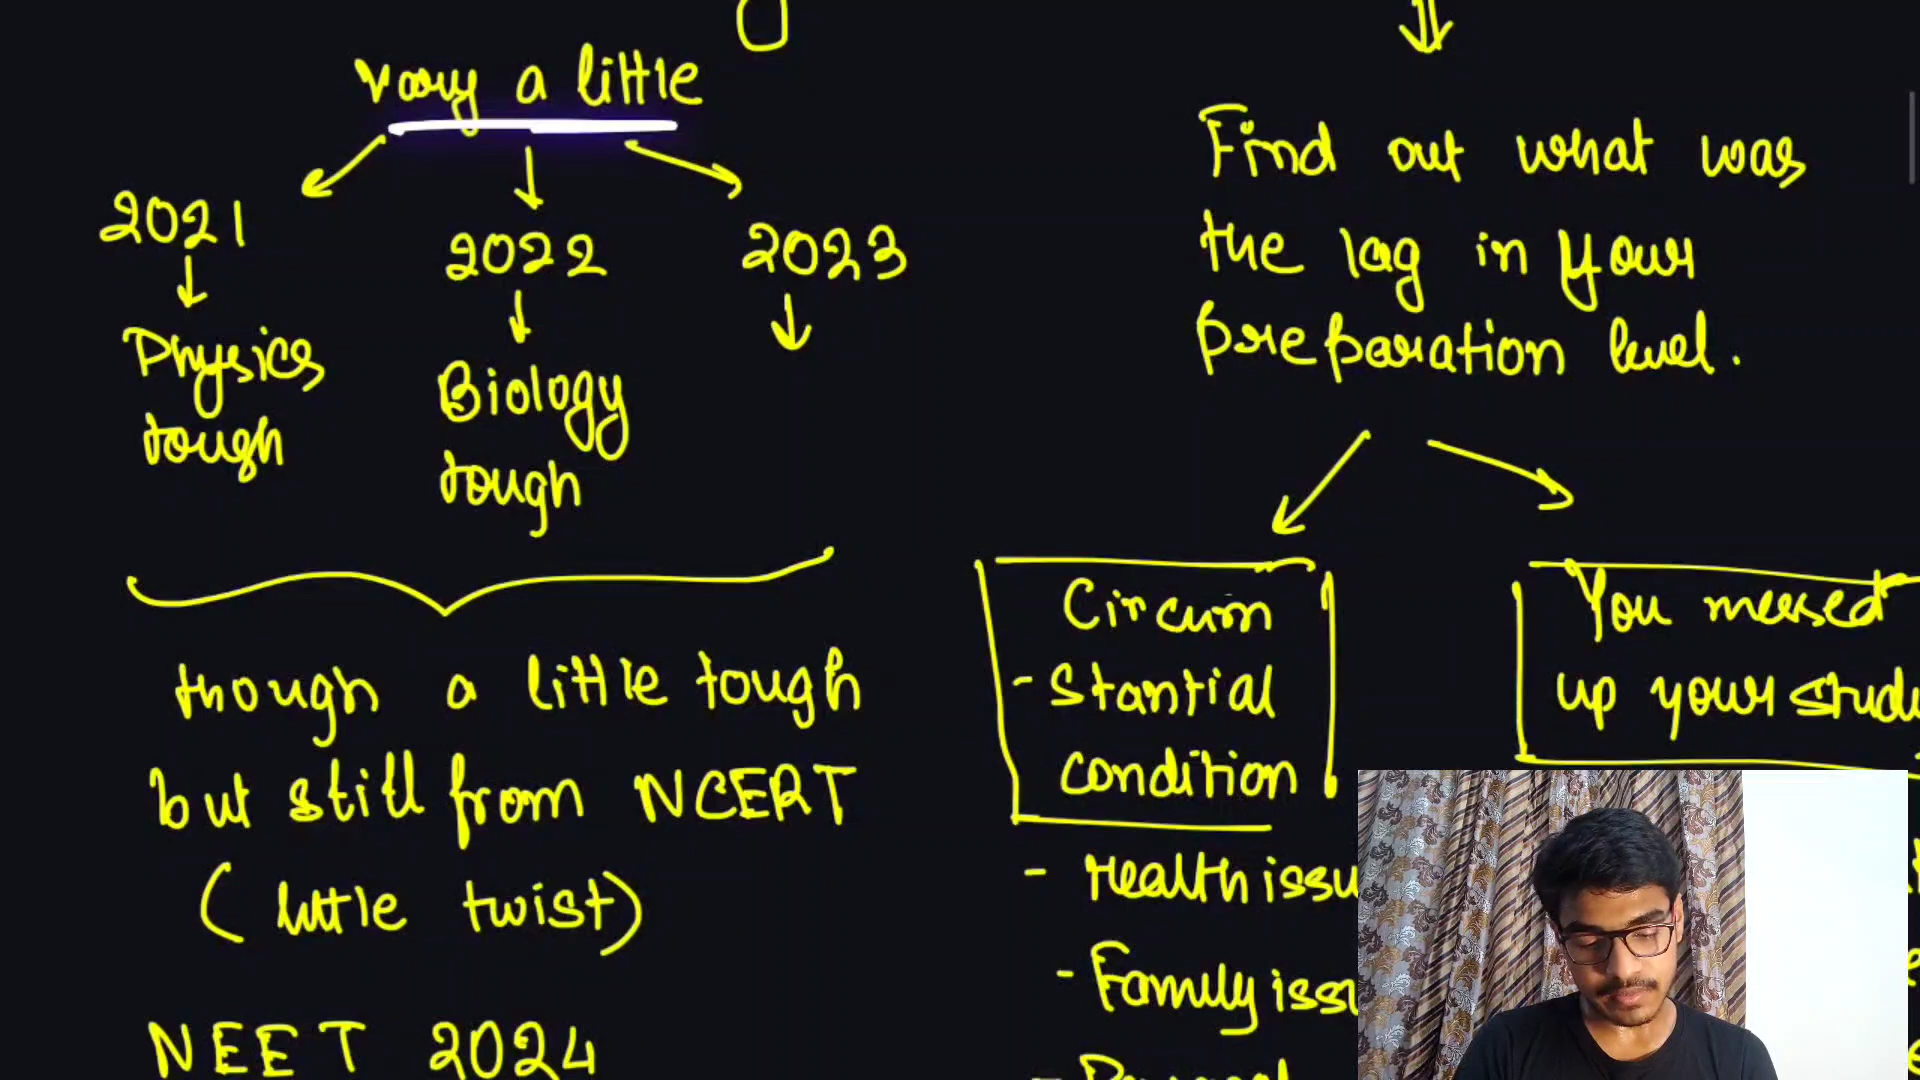 vary a little
2021
2022
2023
Physics
tough
Biology
tough
though a little tough
but still from NCERT
(little twist)
NEET 2024
Find out what was
the lag in your
preparation level.
Circum
-stantial
condition
- Health issu
- Family issu
You messed
up your stud